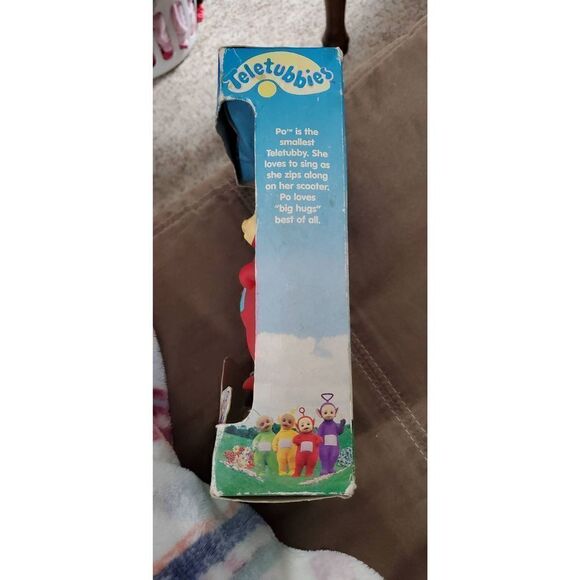 Teletubbies
Po™ is the
smallest
Teletubby. She
loves to sing as
she zips along
on her scooter.
Po loves
"big hugs"
best of all.